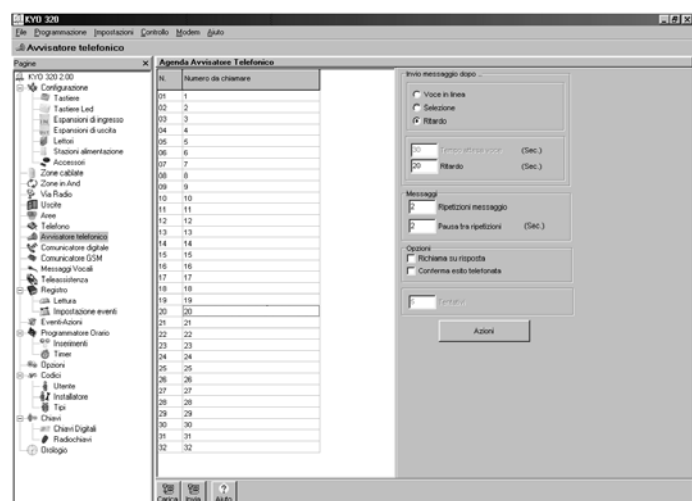 KYO 320
File Programmazione Impostazioni Controllo Modem Aiuto
Avvisatore telefonico
Pagine
KYO 320 2.00
Configurazione
Tastiere
Tastiere Led
Espansioni di ingresso
Espansioni di uscita
Lettori
Stazioni alimentazione
Accessori
Zone cablate
Zone in And
Via Radio
Uscite
Aree
Telefono
Avvisatore telefonico
Comunicatore digitale
Comunicatore GSM
Messaggi Vocali
Teleassistenza
Registro
Lettura
Impostazione eventi
Eventi-Azioni
Programmatore Orario
Inserimenti
Timer
Opzioni
Codici
Utente
Installatore
Tipi
Chiavi
Chiavi Digitali
Radiochiavi
Orologio
Agenda Avvisatore Telefonico
N. Numero da chiamare
01 1
02 2
03 3
04 4
05 5
06 6
07 7
08 8
09 9
10 10
11 11
12 12
13 13
14 14
15 15
16 16
17 17
18 18
19 19
20 20
21 21
22 22
23 23
24 24
25 25
26 26
27 27
28 28
29 29
30 30
31 31
32 32
Invio messaggio dopo ...
Voce in linea
Selezione
Ritardo
30 Tempo attesa voce (Sec.)
20 Ritardo (Sec.)
Messaggi
2 Ripetizioni messaggio
2 Pausa tra ripetizioni (Sec.)
Opzioni
Richiama su risposta
Conferma esito telefonata
5 Tentativi
Azioni
Carica Invia Aiuto